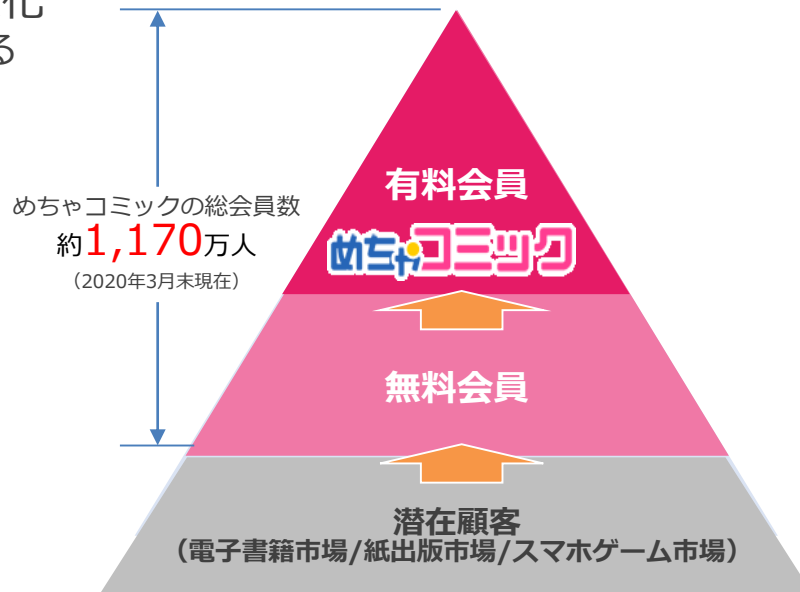 化
る
有料会員
めちゃコミック
めちゃコミックの総会員数
約1,170万人
（2020年3月末現在）
無料会員
潜在顧客
（電子書籍市場/紙出版市場/スマホゲーム市場）